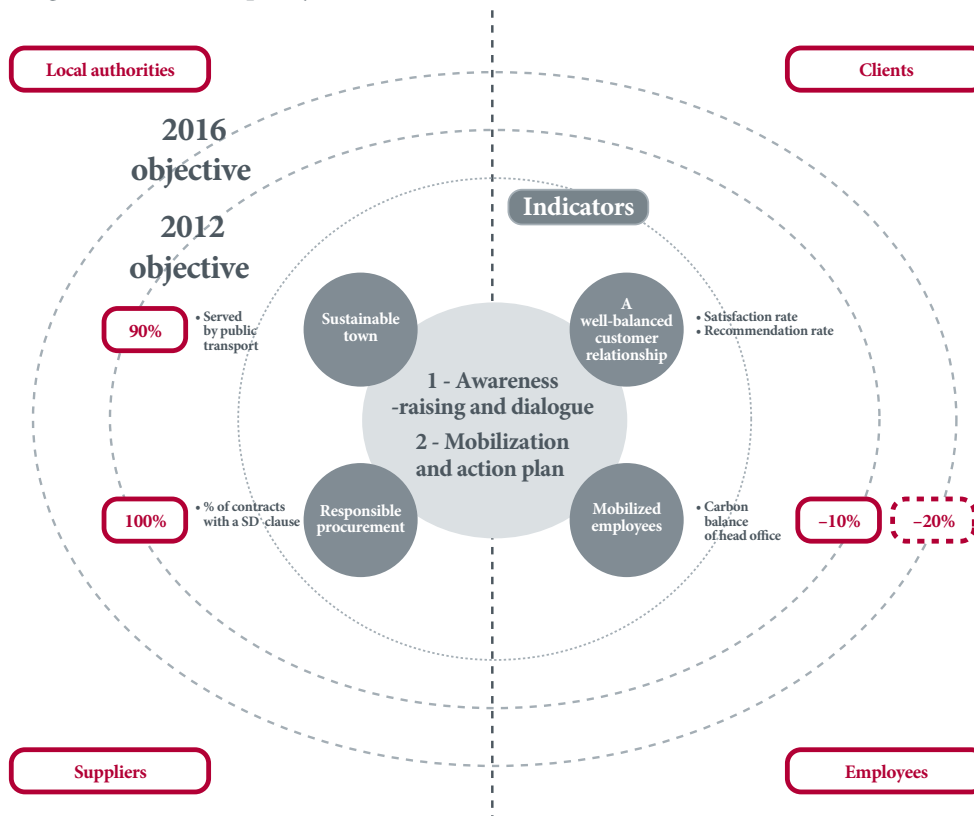 Local authorities
Clients
2016
objective
2012
objective
Indicators
90%
• Served
by public
transport
Sustainable
town
A
well-balanced
customer
relationship
• Satisfaction rate
• Recommendation rate
1 - Awareness
-raising and dialogue
2 - Mobilization
and action plan
100%
• % of contracts
with a SD clause
Responsible
procurement
Mobilized
employees
• Carbon
balance
of head office
–10%
–20%
Suppliers
Employees